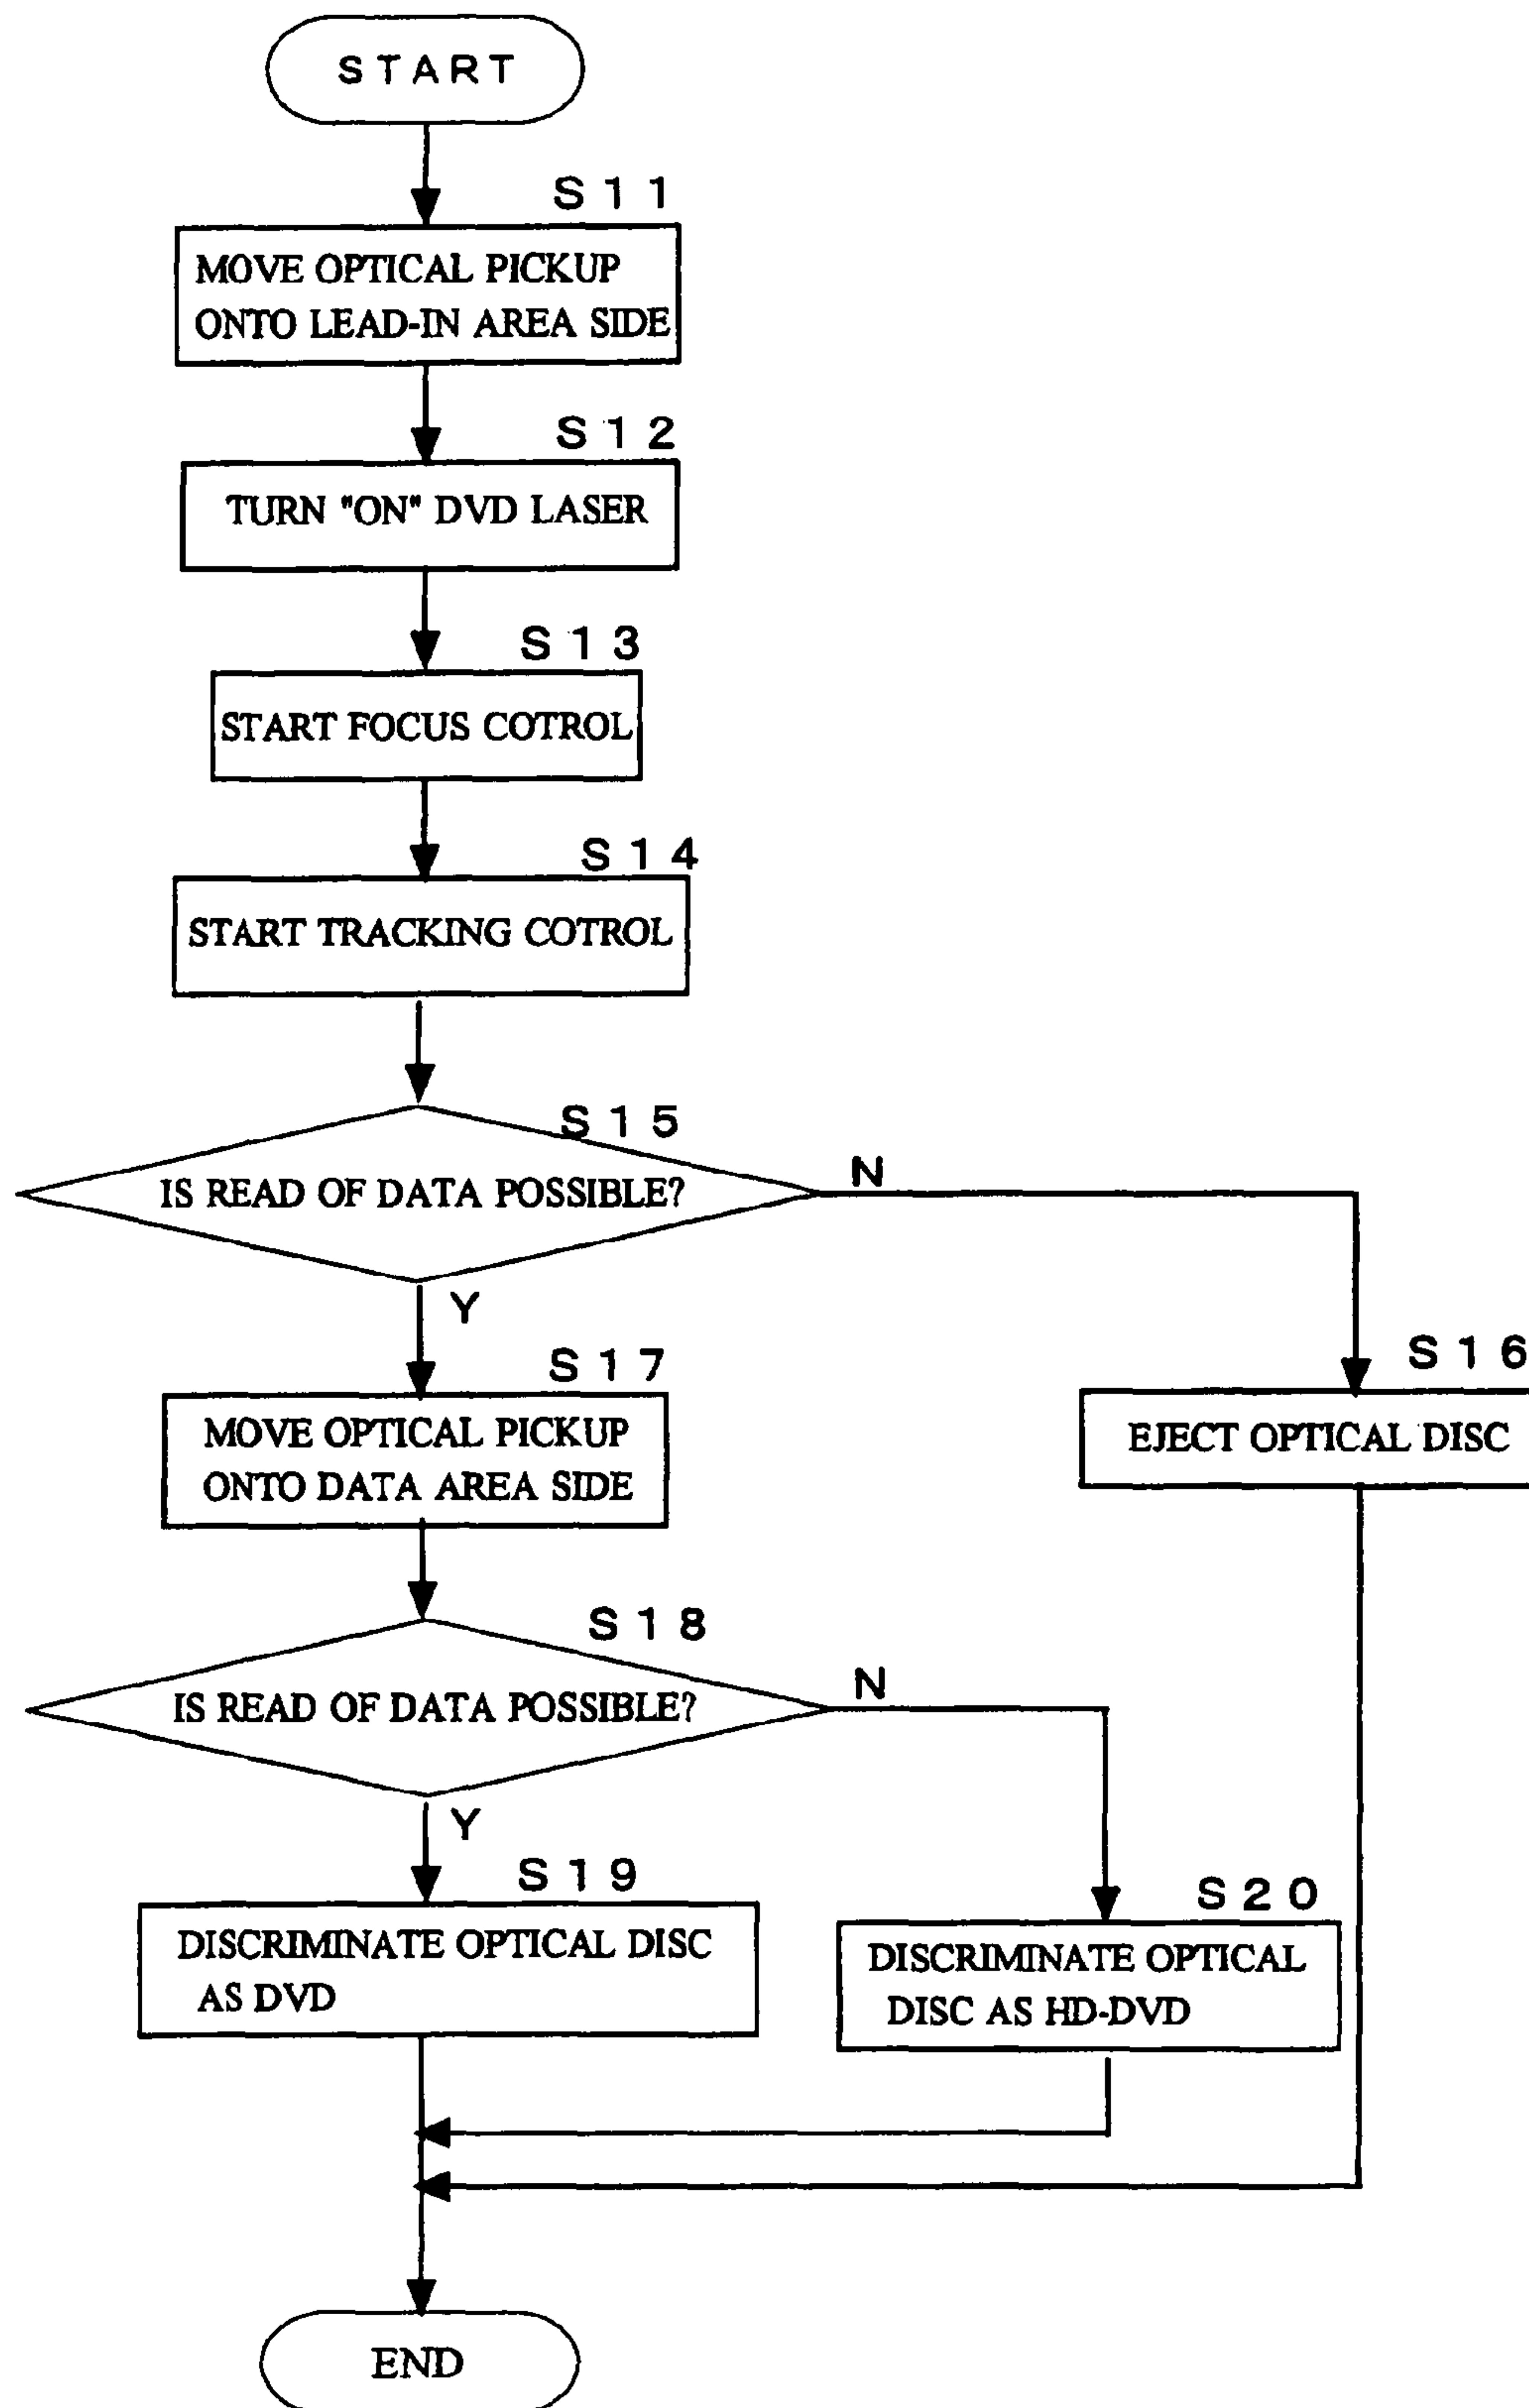 START
S11
MOVE OPTICAL PICKUP
ONTO LEAD-IN AREA SIDE
S12
TURN "ON" DVD LASER
S13
START FOCUS COTROL
S14
START TRACKING COTROL
S15
IS READ OF DATA POSSIBLE?
N
Y
S16
EJECT OPTICAL DISC
S17
MOVE OPTICAL PICKUP
ONTO DATA AREA SIDE
S18
IS READ OF DATA POSSIBLE?
N
Y
S19
DISCRIMINATE OPTICAL DISC
AS DVD
S20
DISCRIMINATE OPTICAL
DISC AS HD-DVD
END